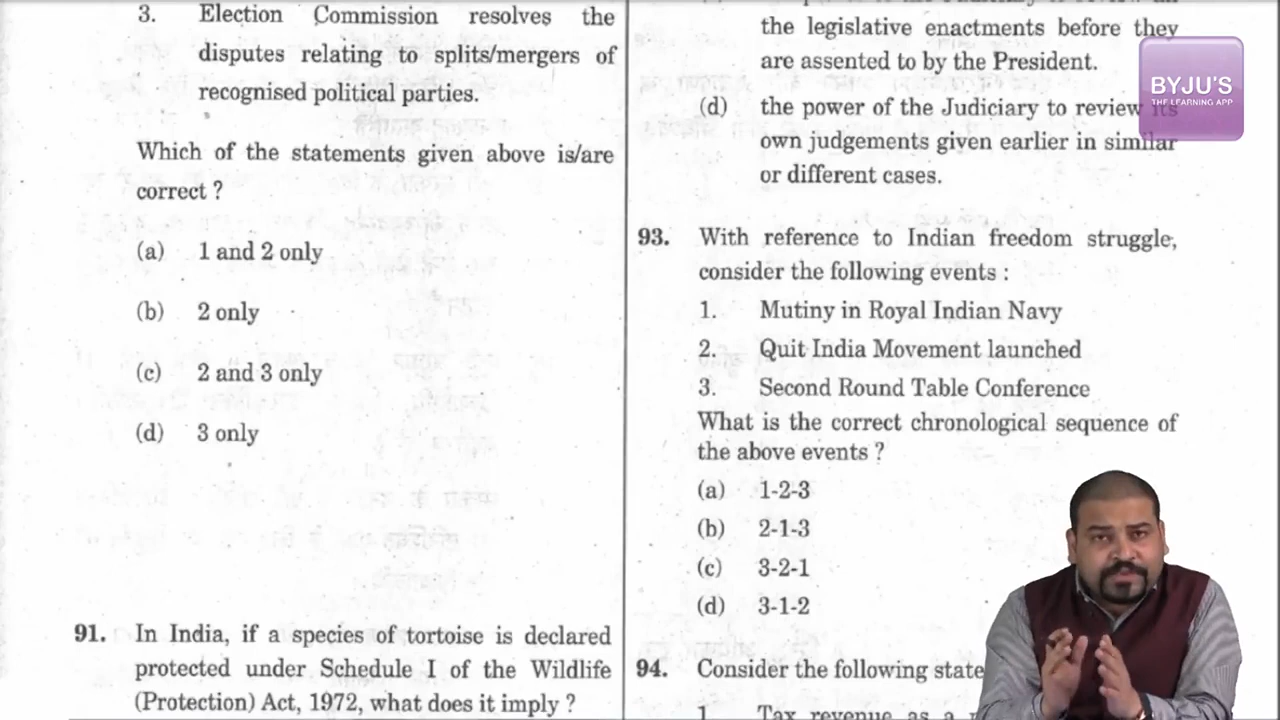 3. Election Commission resolves the
disputes relating to splits/mergers of
recognised political parties.
Which of the statements given above is/are
correct ?
(a) 1 and 2 only
(b) 2 only
(c) 2 and 3 only
(d) 3 only
91. In India, if a species of tortoise is declared
protected under Schedule I of the Wildlife
(Protection) Act, 1972, what does it imply ?
the legislative enactments before they
are assented to by the President.
(d) the power of the Judiciary to review its
own judgements given earlier in similar
or different cases.
93. With reference to Indian freedom struggle,
consider the following events :
1. Mutiny in Royal Indian Navy
2. Quit India Movement launched
3. Second Round Table Conference
What is the correct chronological sequence of
the above events ?
(a) 1-2-3
(b) 2-1-3
(c) 3-2-1
(d) 3-1-2
94. Consider the following state
1. Tax revenue as a
BYJU'S
THE LEARNING APP